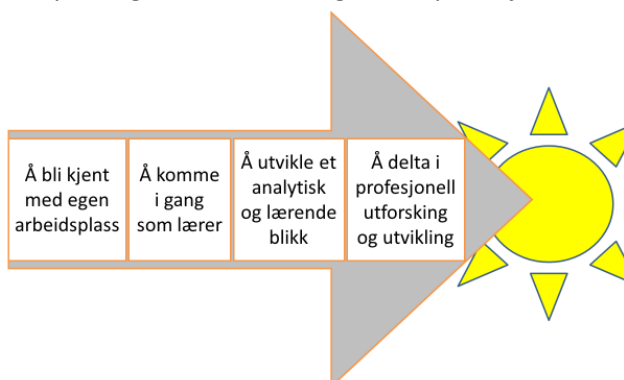 Å bli kjent
med egen
arbeidsplass
Å komme
i gang
som lærer
Å utvikle et
analytisk
og lærende
blikk
Å delta i
profesjonell
utforsking
og utvikling